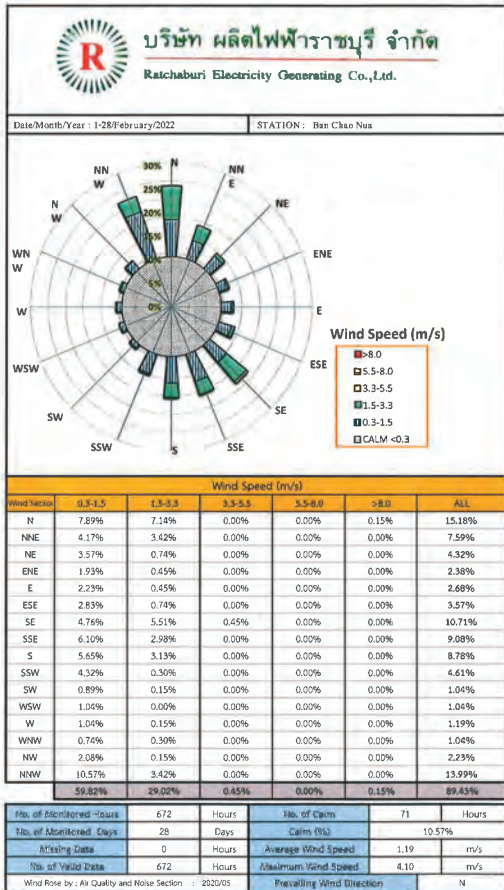 R
บริษัท ผลิตไฟฟ้าราชบุรี จำกัด
Ratchaburi Electricity Generating Co.,Ltd.
Date/Month/Year : 1-28/February/2022 STATION : Ban Chao Nua
30% N
NN W
NN E
25%
N W
NE
20%
15%
WN W
ENE
5%
W 0% E
Wind Speed (m/s)
>8.0
5.5-8.0
3.3-5.5
1.5-3.3
0.3-1.5
CALM <0.3
WSW
ESE
SW
SE
SSW
SSE
S
Wind Speed (m/s)
Wind Sector 0.3-1.5 1.5-3.3 3.3-5.5 5.5-8.0 >8.0 ALL
N 7.89% 7.14% 0.00% 0.00% 0.15% 15.18%
NNE 4.17% 3.42% 0.00% 0.00% 0.00% 7.59%
NE 3.57% 0.74% 0.00% 0.00% 0.00% 4.32%
ENE 1.93% 0.45% 0.00% 0.00% 0.00% 2.38%
E 2.23% 0.45% 0.00% 0.00% 0.00% 2.68%
ESE 2.83% 0.74% 0.00% 0.00% 0.00% 3.57%
SE 4.76% 5.51% 0.45% 0.00% 0.00% 10.71%
SSE 6.10% 2.98% 0.00% 0.00% 0.00% 9.08%
S 5.65% 3.13% 0.00% 0.00% 0.00% 8.78%
SSW 4.32% 0.30% 0.00% 0.00% 0.00% 4.61%
SW 0.89% 0.15% 0.00% 0.00% 0.00% 1.04%
WSW 1.04% 0.00% 0.00% 0.00% 0.00% 1.04%
W 1.04% 0.15% 0.00% 0.00% 0.00% 1.19%
WNW 0.74% 0.30% 0.00% 0.00% 0.00% 1.04%
NW 2.08% 0.15% 0.00% 0.00% 0.00% 2.23%
NNW 10.57% 3.42% 0.00% 0.00% 0.00% 13.99%
59.82% 29.02% 0.45% 0.00% 0.15% 89.43%
No. of Monitored Hours 672 Hours No. of Calm 71 Hours
No. of Monitored Days 28 Days Calm (%) 10.57%
Missing Data 0 Hours Average Wind Speed 1.19 m/s
No. of Valid Data 672 Hours Maximum Wind Speed 4.10 m/s
Wind Rose by : Air Quality and Noise Section : 2020/05 Prevailing Wind Direction N